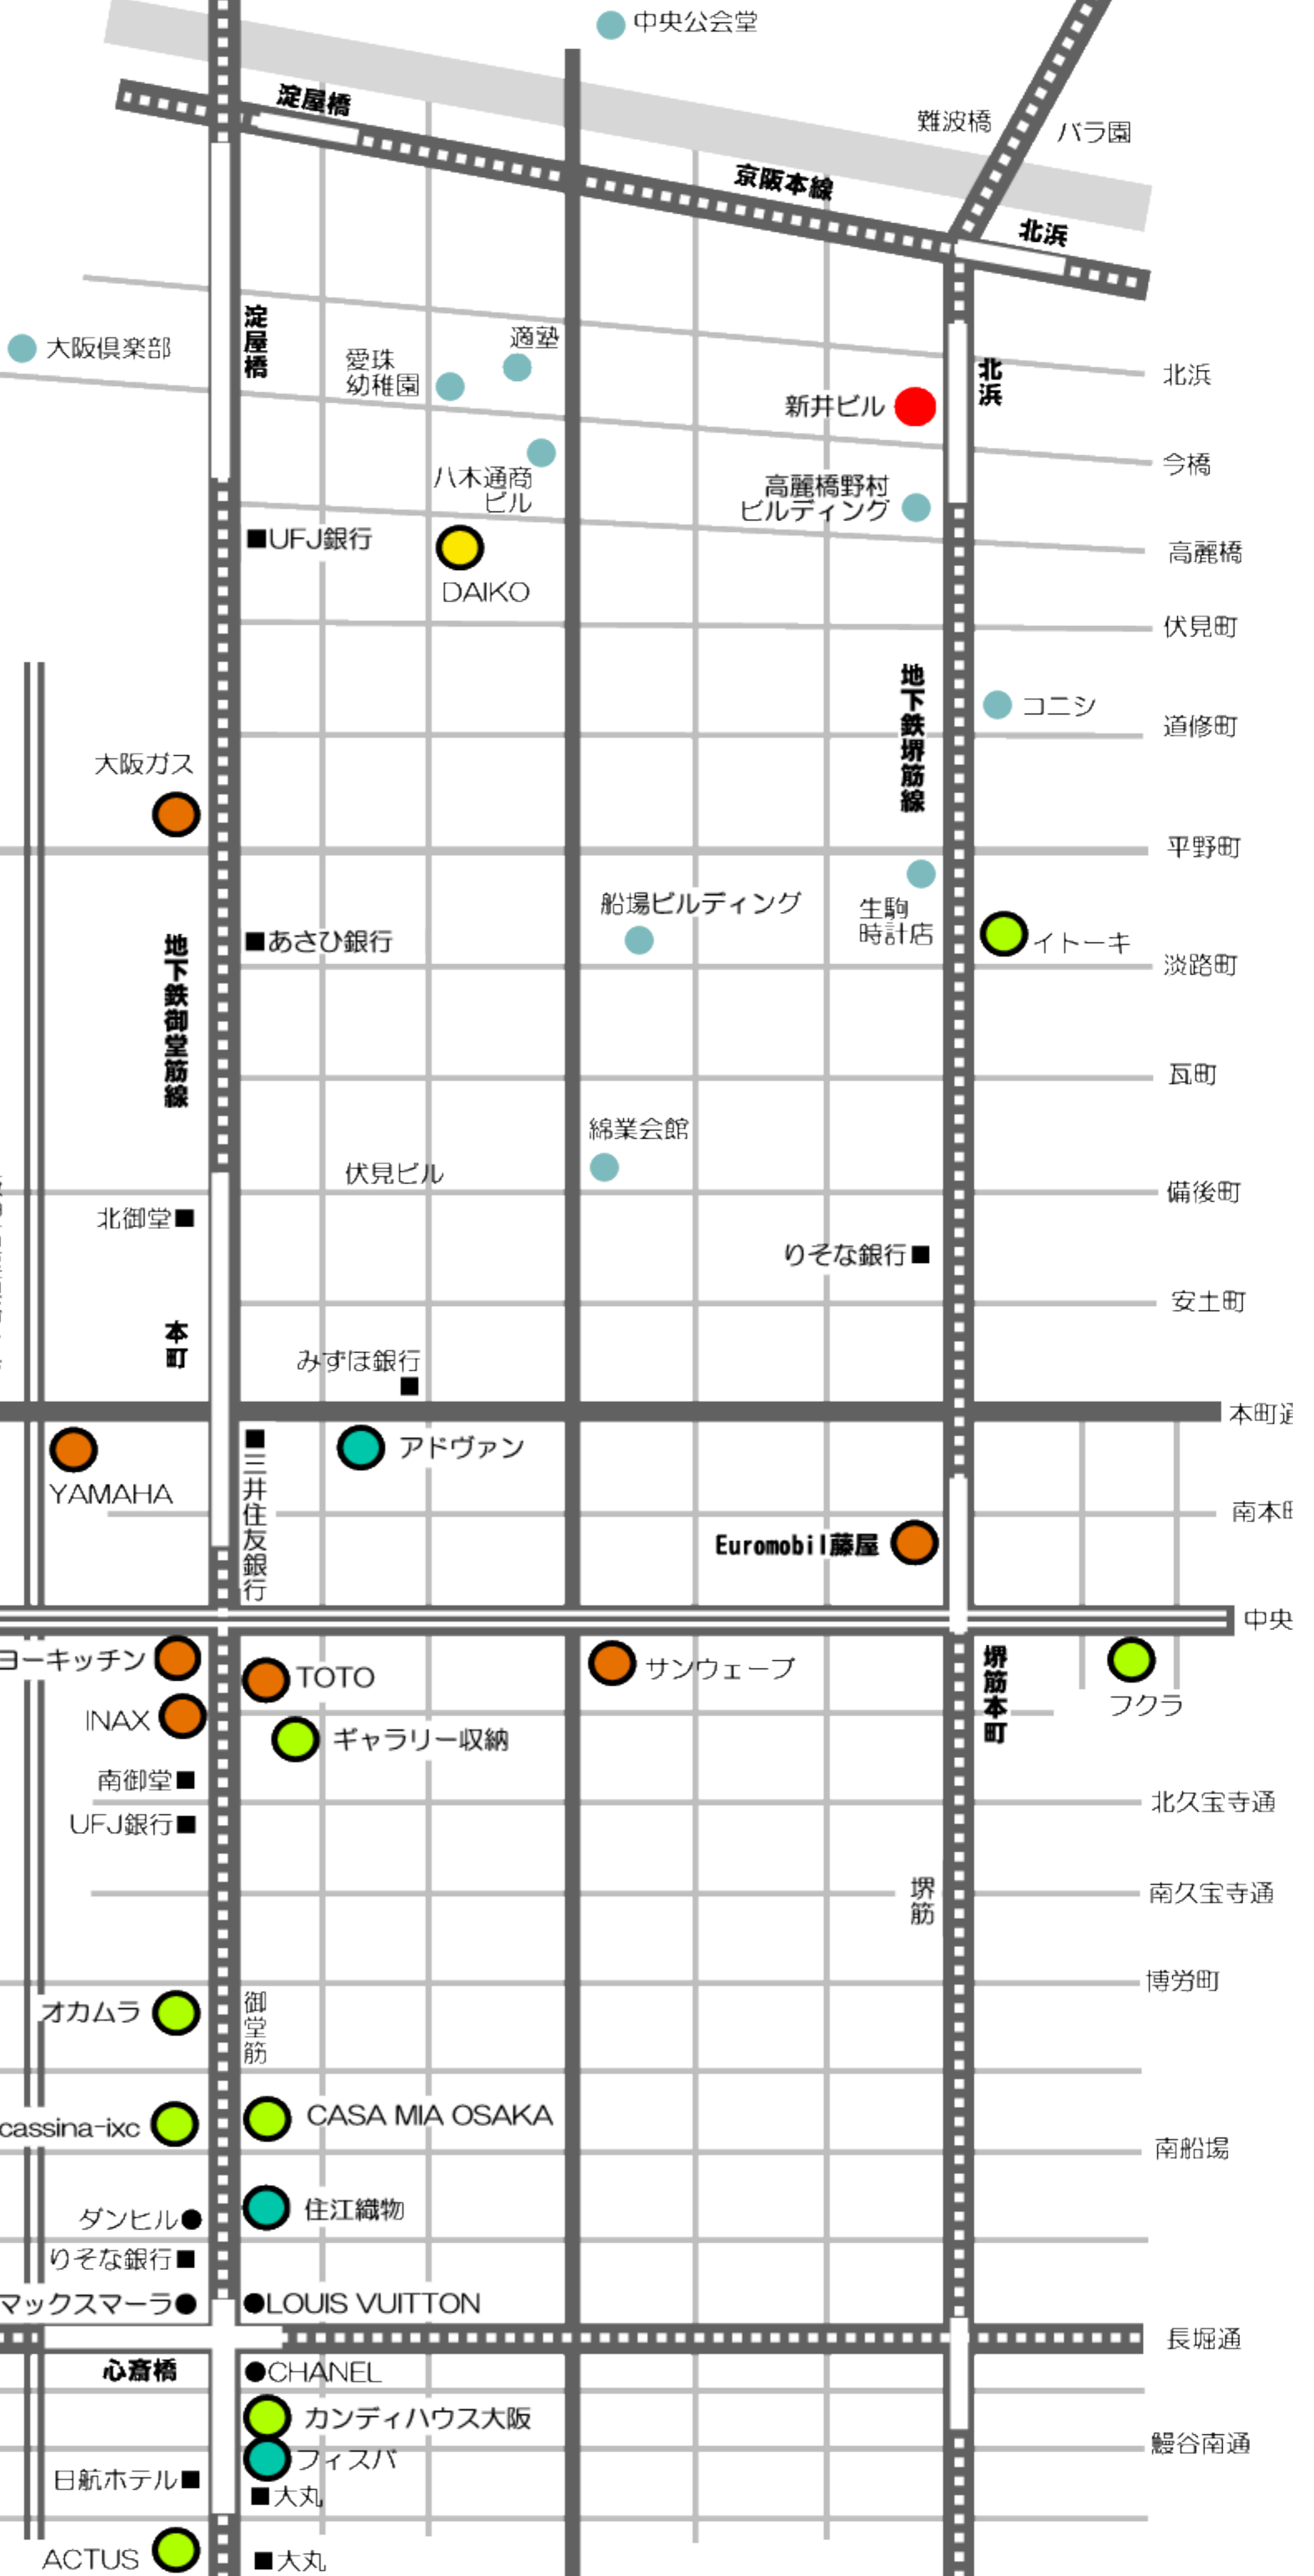 中央公会堂
淀屋橋
難波橋
バラ園
京阪本線
北浜
淀屋橋
大阪倶楽部
愛珠
幼稚園
適塾
北浜
北浜
新井ビル
今橋
八木通商
ビル
高麗橋野村
ビルディング
■UFJ銀行
高麗橋
DAIKO
伏見町
地下鉄堺筋線
コニシ
道修町
大阪ガス
平野町
船場ビルディング
生駒
時計店
■あさひ銀行
イトーキ
淡路町
地下鉄御堂筋線
瓦町
綿業会館
伏見ビル
備後町
北御堂■
りそな銀行■
安土町
本町
みずほ銀行
■
本町通
アドヴァン
YAMAHA
■三井住友銀行
南本町
Euromobil藤屋
中央
ヨーキッチン
TOTO
サンウェーブ
堺筋本町
フクラ
INAX
ギャラリー収納
南御堂■
北久宝寺通
UFJ銀行■
堺筋
南久宝寺通
博労町
オカムラ
御堂筋
cassina-ixc
CASA MIA OSAKA
南船場
ダンヒル●
住江織物
りそな銀行■
マックスマーラ●
●LOUIS VUITTON
長堀通
心斎橋
●CHANEL
カンディハウス大阪
鰻谷南通
フィスバ
日航ホテル■
■大丸
ACTUS
■大丸